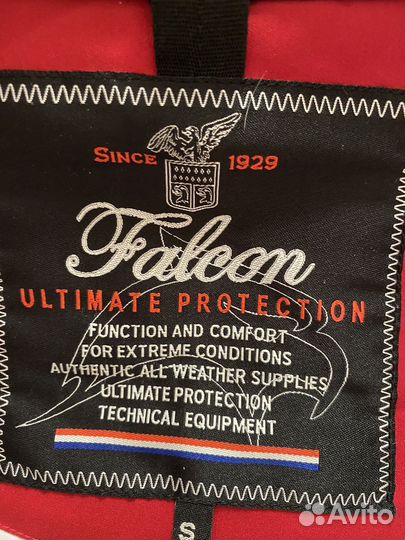 SINCE 1929
Falcon
ULTIMATE PROTECTION
FUNCTION AND COMFORT
FOR EXTREME CONDITIONS
AUTHENTIC ALL WEATHER SUPPLIES
ULTIMATE PROTECTION
TECHNICAL EQUIPMENT
S
Avito